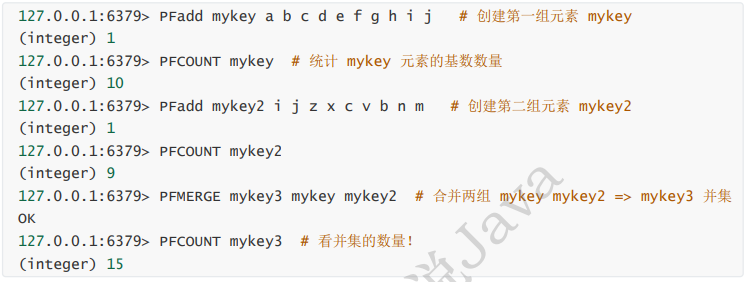 127.0.0.1:6379> PFadd mykey a b c d e f g h i j # 创建第一组元素 mykey
(integer) 1
127.0.0.1:6379> PFCOUNT mykey # 统计 mykey 元素的基数数量
(integer) 10
127.0.0.1:6379> PFadd mykey2 i j z x c v b n m # 创建第二组元素 mykey2
(integer) 1
127.0.0.1:6379> PFCOUNT mykey2
(integer) 9
127.0.0.1:6379> PFMERGE mykey3 mykey mykey2 # 合并两组 mykey mykey2 => mykey3 并集
OK
127.0.0.1:6379> PFCOUNT mykey3 # 看并集的数量！
(integer) 15
说Java